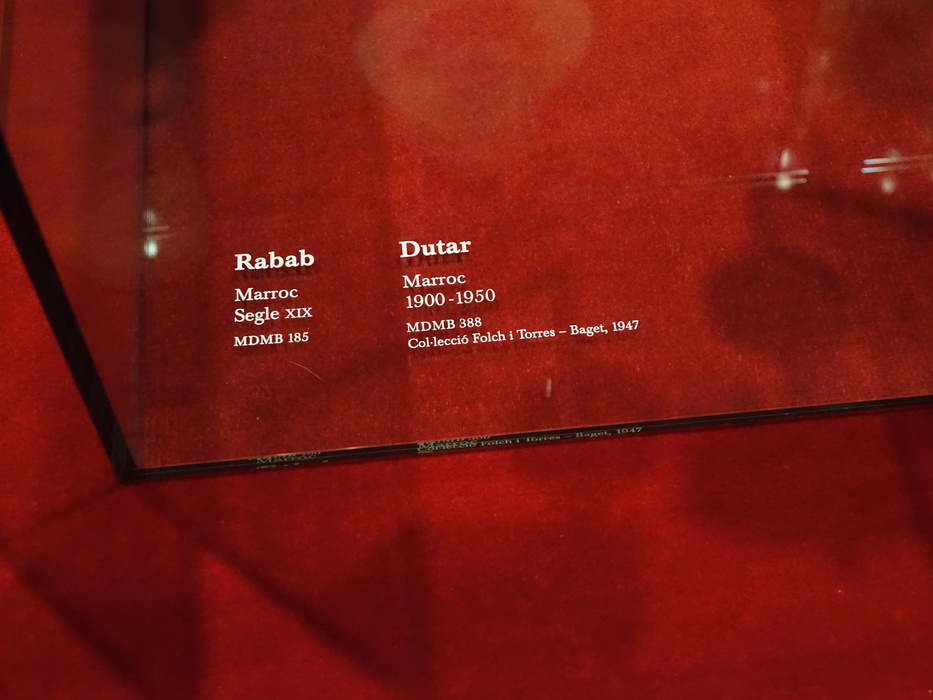 Rabab
Marroc
Segle XIX
MDMB 185
Dutar
Marroc
1900-1950
MDMB 388
Col·lecció Folch i Torres – Baget, 1947